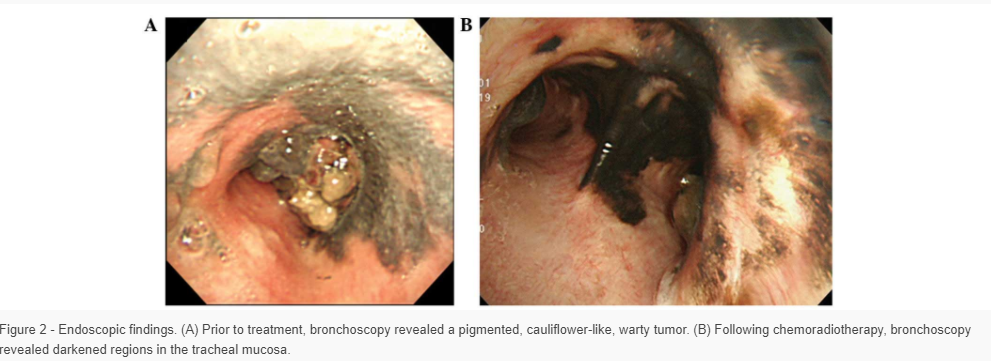 A
B
01
19
0
Figure 2 - Endoscopic findings. (A) Prior to treatment, bronchoscopy revealed a pigmented, cauliflower-like, warty tumor. (B) Following chemoradiotherapy, bronchoscopy
revealed darkened regions in the tracheal mucosa.